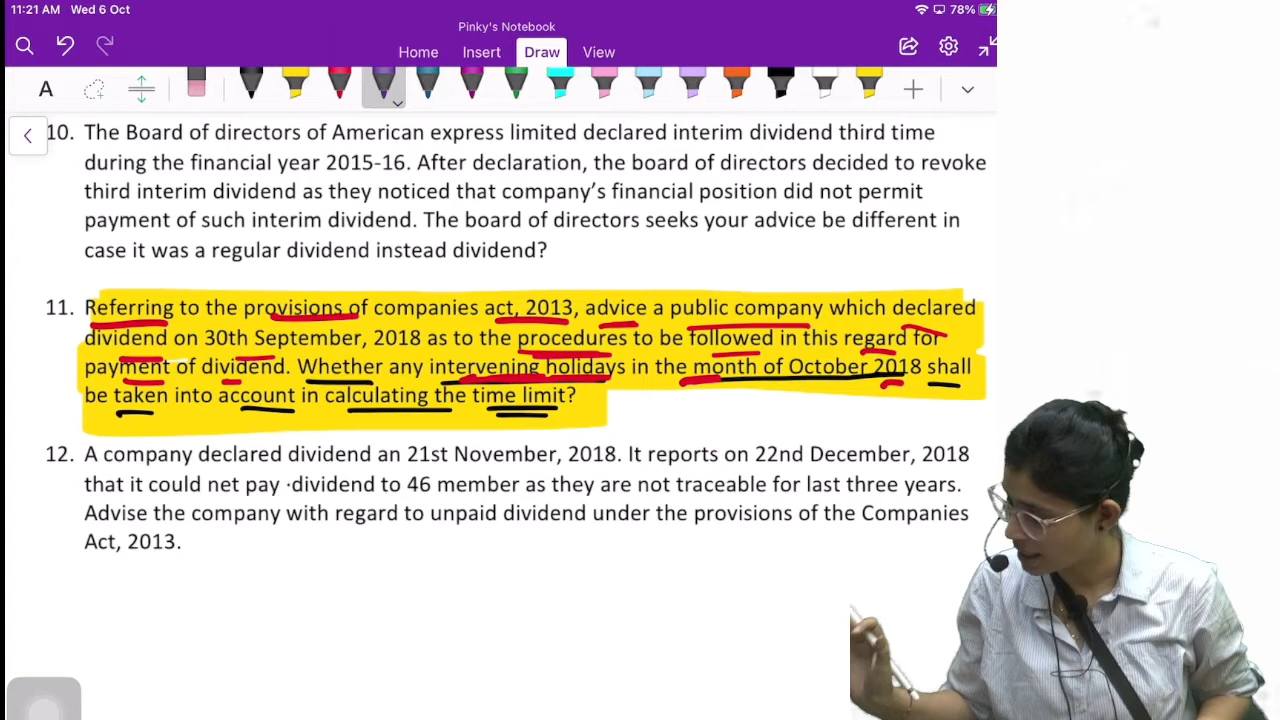 11:21 AM Wed 6 Oct
78%
Pinky's Notebook
Home Insert Draw View
A
10. The Board of directors of American express limited declared interim dividend third time
during the financial year 2015-16. After declaration, the board of directors decided to revoke
third interim dividend as they noticed that company's financial position did not permit
payment of such interim dividend. The board of directors seeks your advice be different in
case it was a regular dividend instead dividend?
11. Referring to the provisions of companies act, 2013, advice a public company which declared
dividend on 30th September, 2018 as to the procedures to be followed in this regard for
payment of dividend. Whether any intervening holidays in the month of October 2018 shall
be taken into account in calculating the time limit?
12. A company declared dividend an 21st November, 2018. It reports on 22nd December, 2018
that it could net pay ·dividend to 46 member as they are not traceable for last three years.
Advise the company with regard to unpaid dividend under the provisions of the Companies
Act, 2013.